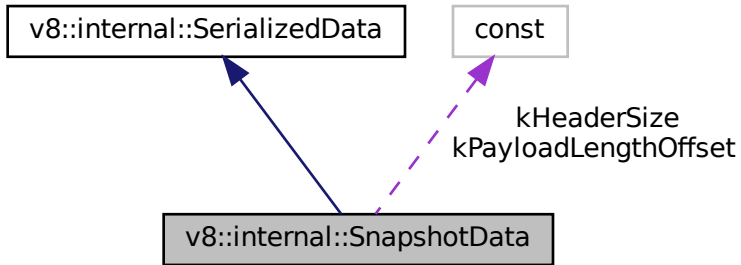 v8::internal::SerializedData
const
kHeaderSize
kPayloadLengthOffset
v8::internal::SnapshotData